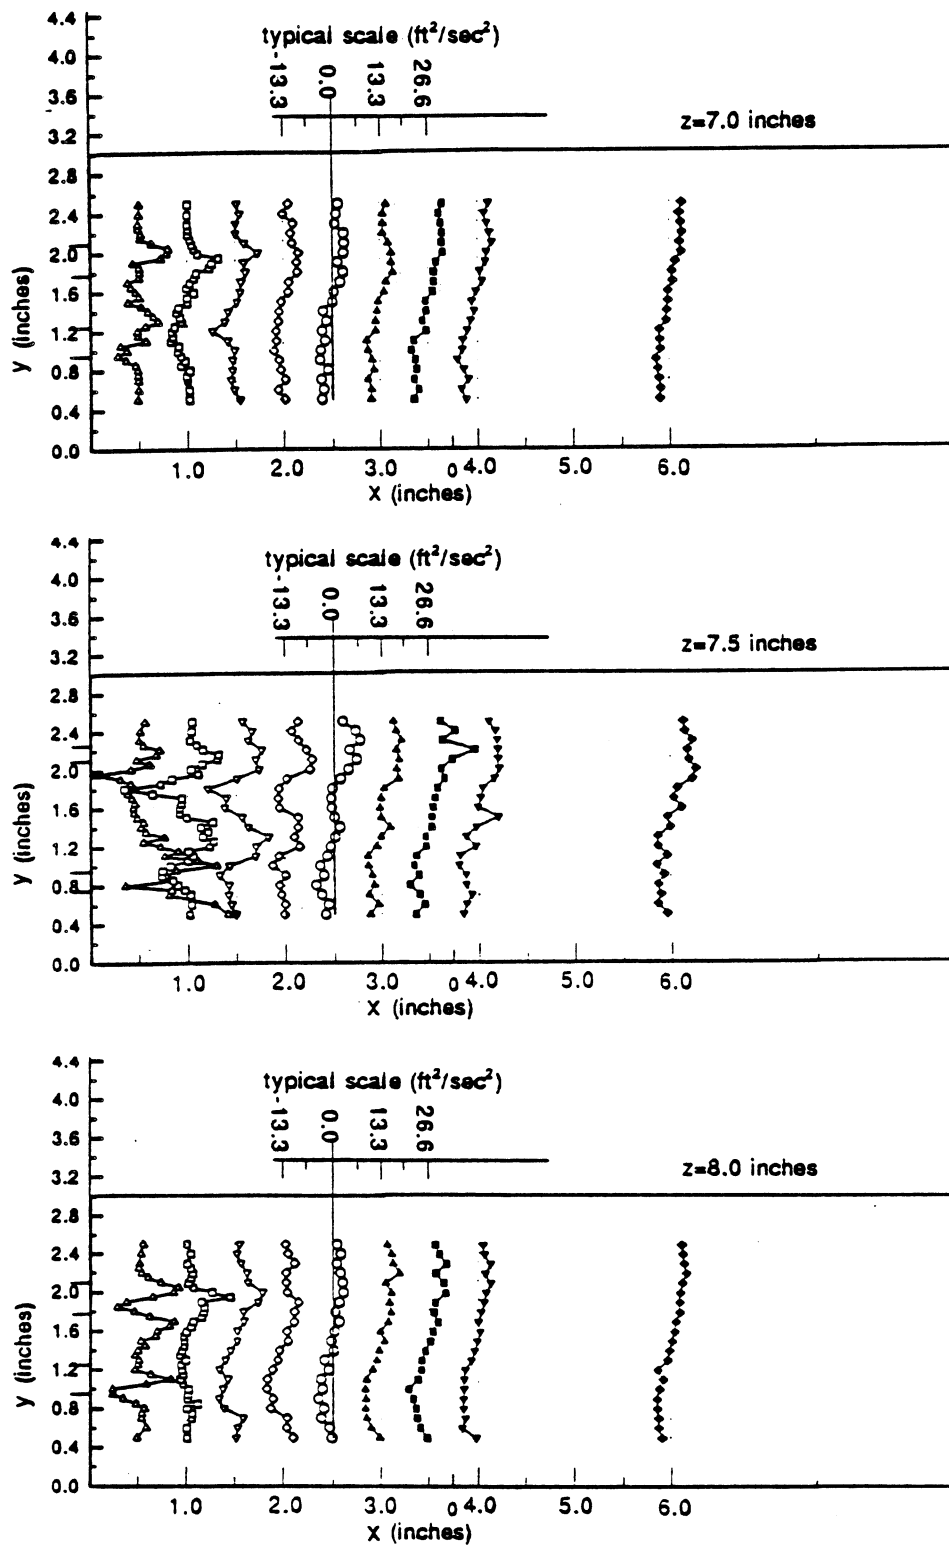 4.4
typical scale (ft²/sec²)
4.0
-13.3 0.0 13.3 26.6
3.6
z=7.0 inches
3.2
2.8
2.4
2.0
y (inches)
1.6
1.2
0.8
0.4
0.0
1.0 2.0 3.0 0 4.0 5.0 6.0
X (inches)
4.4
typical scale (ft²/sec²)
4.0
-13.3 0.0 13.3 26.6
3.6
z=7.5 inches
3.2
2.8
2.4
2.0
y (inches)
1.6
1.2
0.8
0.4
0.0
1.0 2.0 3.0 0 4.0 5.0 6.0
X (inches)
4.4
typical scale (ft²/sec²)
4.0
-13.3 0.0 13.3 26.6
3.6
z=8.0 inches
3.2
2.8
2.4
2.0
y (inches)
1.6
1.2
0.8
0.4
0.0
1.0 2.0 3.0 0 4.0 5.0 6.0
X (inches)